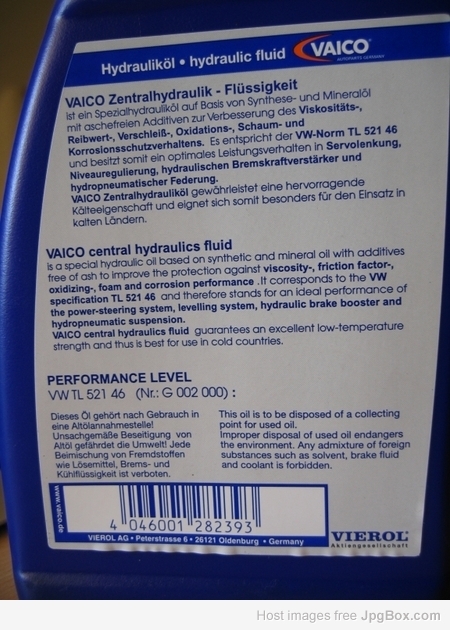 Hydrauliköl • hydraulic fluid
VAICO
AUTOPARTS GERMANY
VAICO Zentralhydraulik - Flüssigkeit
ist ein Spezialhydrauliköl auf Basis von Synthese- und Mineralöl
mit aschefreien Additiven zur Verbesserung des Viskositäts-,
Reibwert-, Verschleiß-, Oxidations-, Schaum- und
Korrosionsschutzverhaltens. Es entspricht der VW-Norm TL 521 46
und besitzt somit ein optimales Leistungsverhalten in Servolenkung,
Niveauregulierung, hydraulischen Bremskraftverstärker und
hydropneumatischer Federung.
VAICO Zentralhydrauliköl gewährleistet eine hervorragende
Kälteeigenschaft und eignet sich somit besonders für den Einsatz in
kalten Ländern.
VAICO central hydraulics fluid
is a special hydraulic oil based on synthetic and mineral oil with additives
free of ash to improve the protection against viscosity-, friction factor-,
oxidizing-, foam and corrosion performance .It corresponds to the VW
specification TL 521 46 and therefore stands for an ideal performance of
the power-steering system, levelling system, hydraulic brake booster and
hydropneumatic suspension.
VAICO central hydraulics fluid guarantees an excellent low-temperature
strength and thus is best for use in cold countries.
PERFORMANCE LEVEL
VW TL 521 46 (Nr.: G 002 000) :
Dieses Öl gehört nach Gebrauch in
eine Altölannahmestelle!
Unsachgemäße Beseitigung von
Altöl gefährdet die Umwelt! Jede
Beimischung von Fremdstoffen
wie Lösemittel, Brems- und
Kühlflüssigkeit ist verboten.
This oil is to be disposed of a collecting
point for used oil.
Improper disposal of used oil endangers
the environment. Any admixture of foreign
substances such as solvent, brake fluid
and coolant is forbidden.
www.vaico.de
4 046001 282393
VIEROL AG • Peterstrasse 6 • 26121 Oldenburg • Germany
VIEROL
Aktiengesellschaft
Host images free JpgBox.com